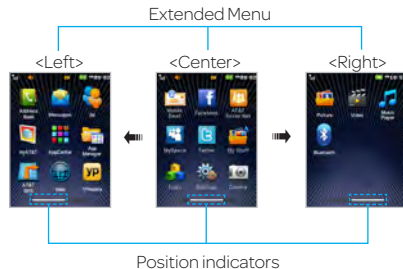 Extended Menu
<Left> <Center> <Right>
Address Book Messages IM
Mobile Email Facebook AT&T Social Net
Picture Video Music Player
MyAT&T AppCenter App Manager
MySpace Twitter My Stuff
Bluetooth
AT&T GPS Web YPmobile
Tools Settings Camera
Position indicators